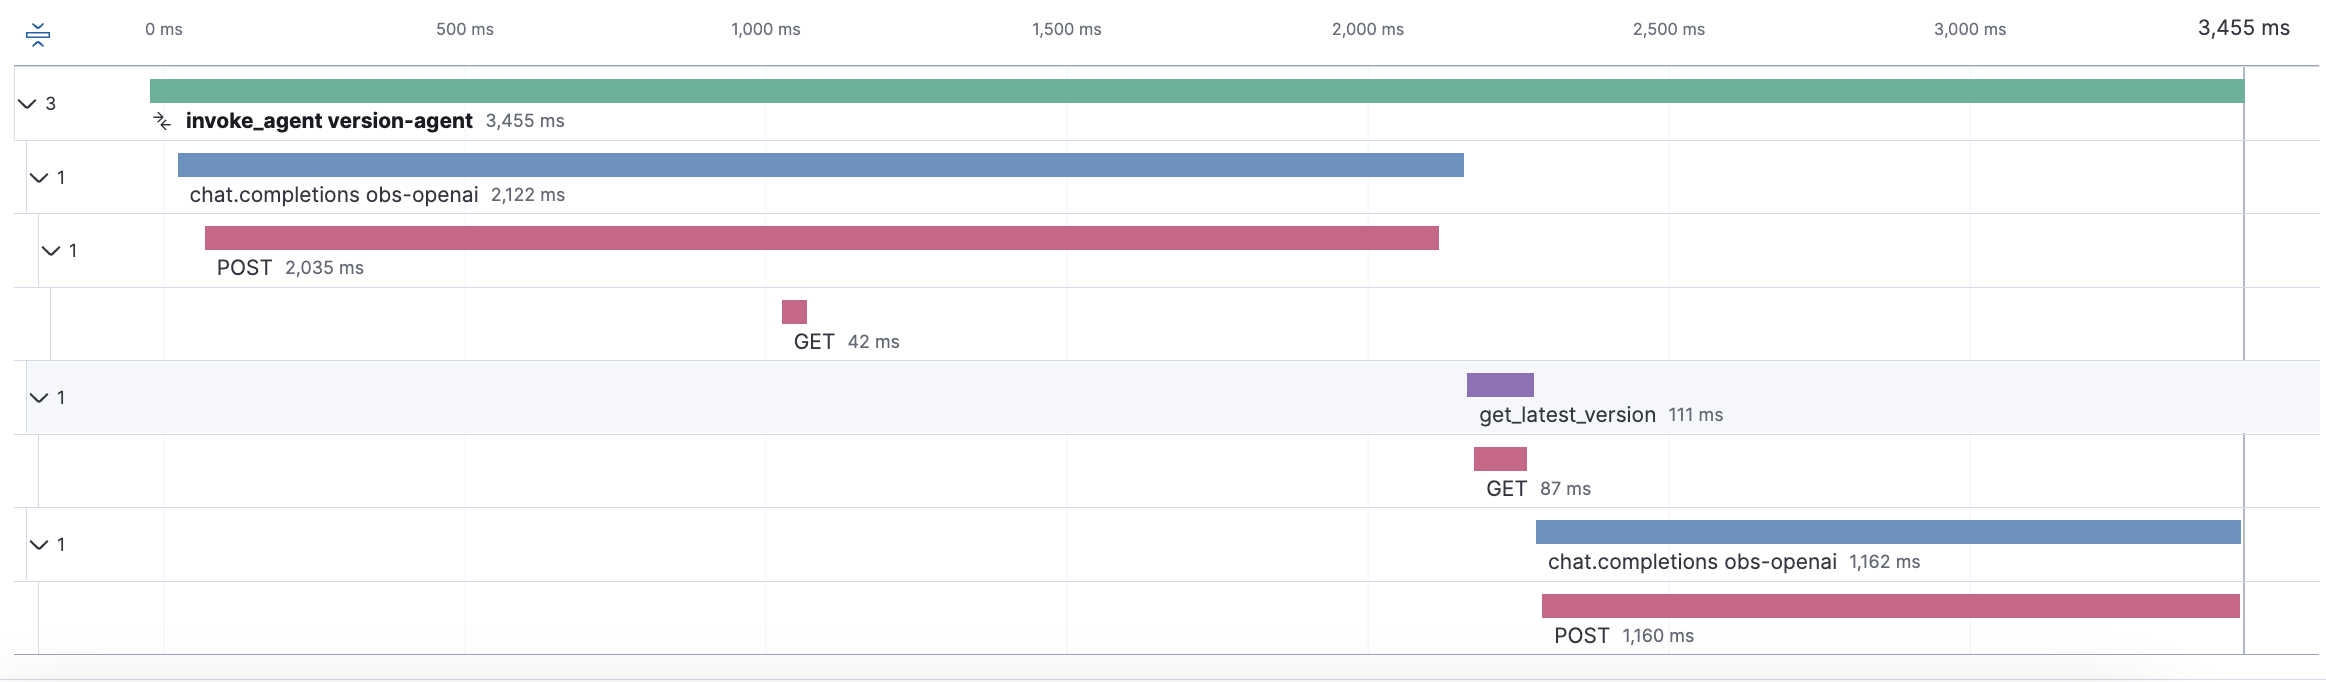 0 ms 500 ms 1,000 ms 1,500 ms 2,000 ms 2,500 ms 3,000 ms 3,455 ms
3
invoke_agent version-agent 3,455 ms
1
chat.completions obs-openai 2,122 ms
1
POST 2,035 ms
GET 42 ms
1
get_latest_version 111 ms
GET 87 ms
1
chat.completions obs-openai 1,162 ms
POST 1,160 ms